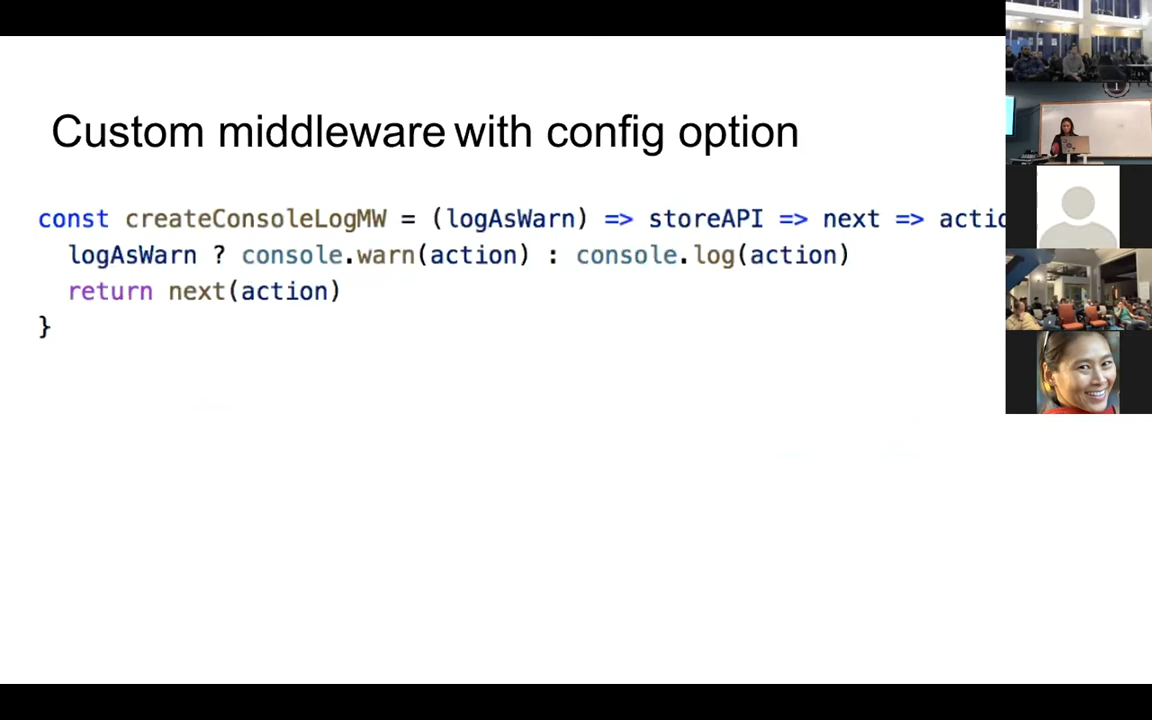 Custom middleware with config option
const createConsoleLogMW = (logAsWarn) => storeAPI => next => actio
logAsWarn ? console.warn(action) : console.log(action)
return next(action)
}